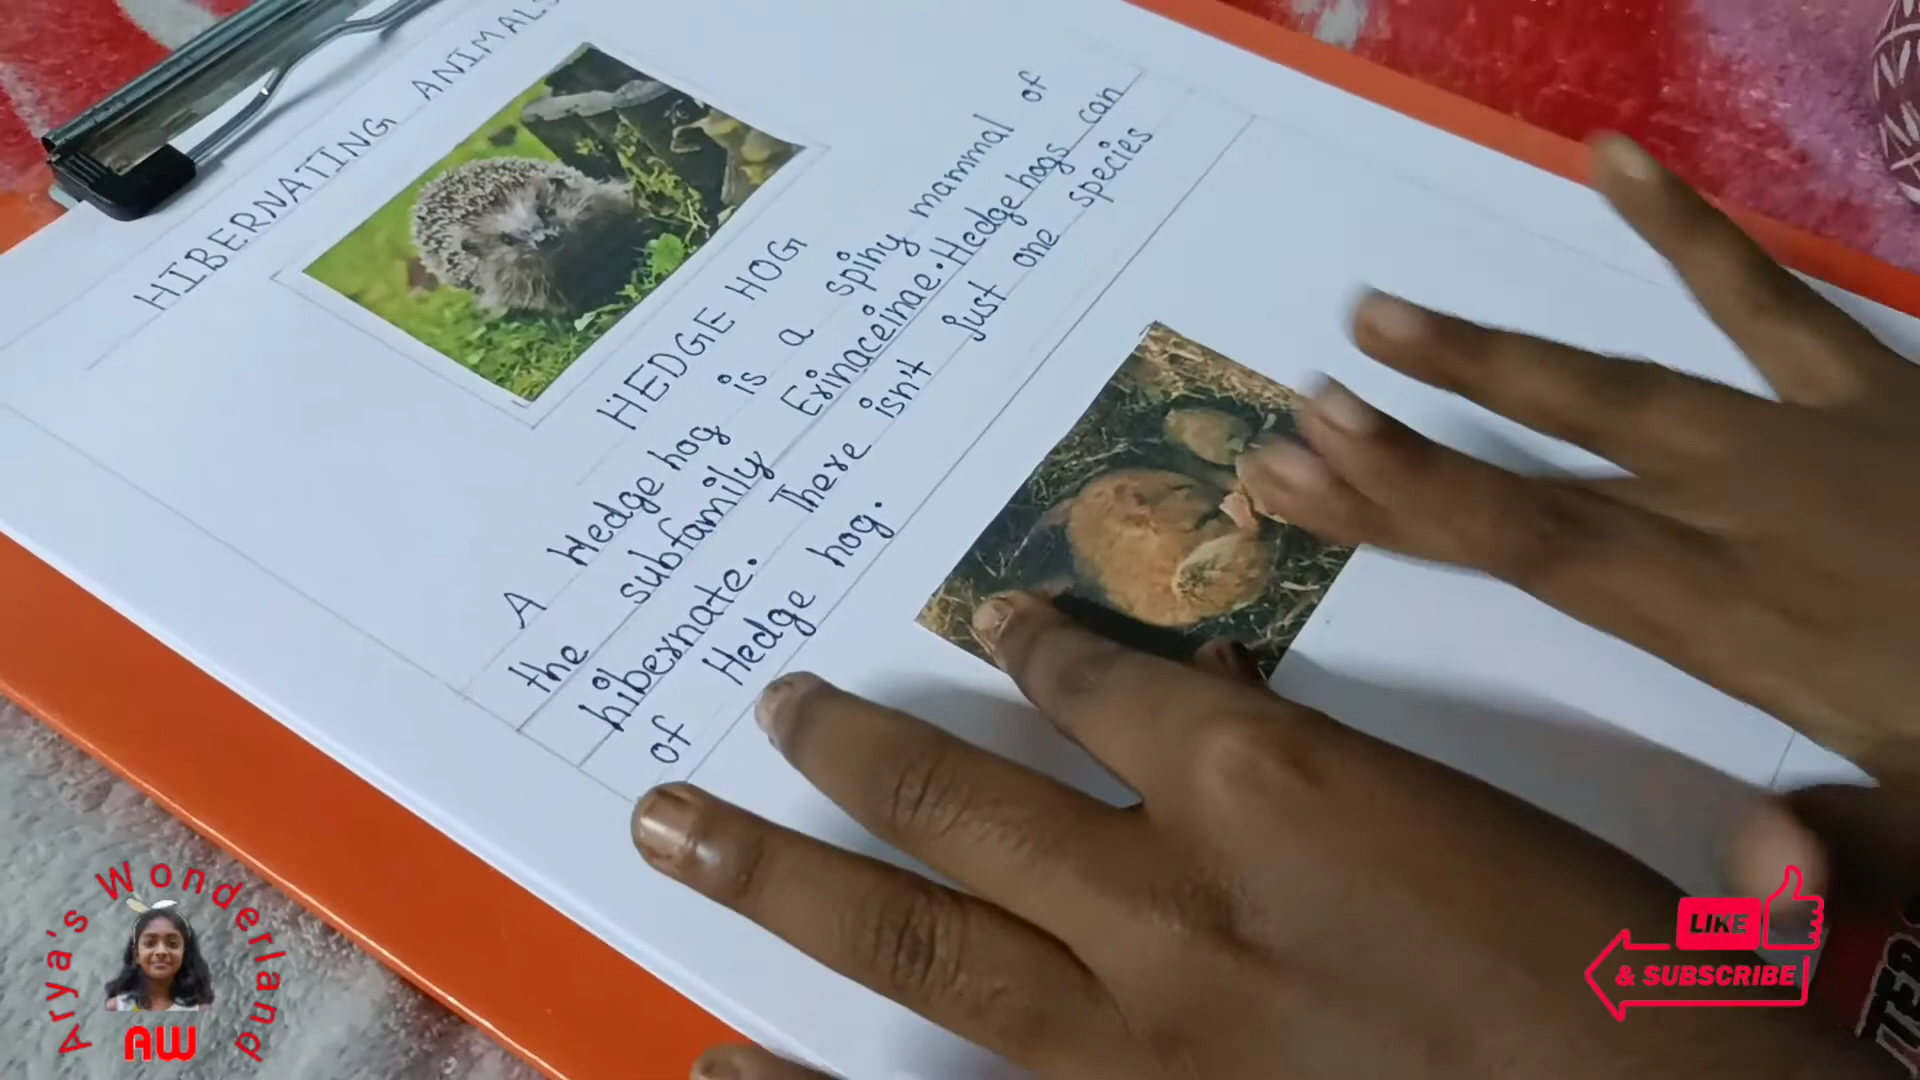 HIBERNATING ANIMALS
HEDGE HOG
A Hedge hog is a spiny mammal of
the subfamily Erinaceinae. Hedge hogs can
hibernate. There isn't just one species
of Hedge hog.
Arya's Wonderland
AW
LIKE
& SUBSCRIBE